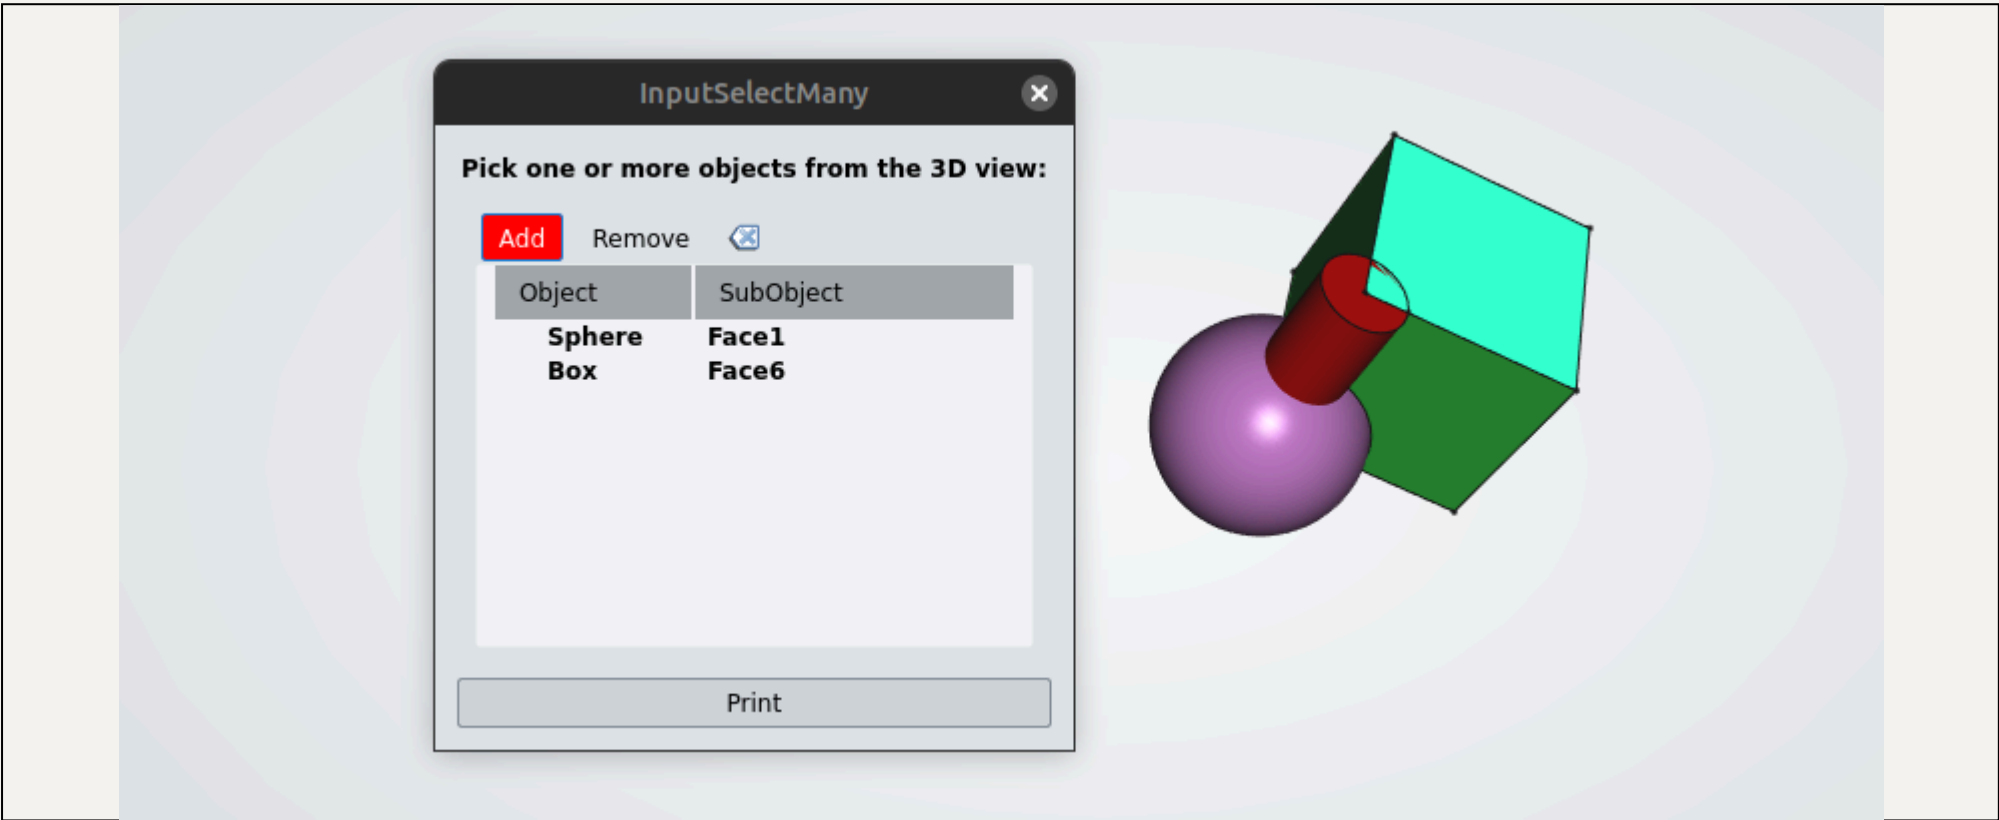 InputSelectMany
Pick one or more objects from the 3D view:
Add Remove
Object SubObject
Sphere Face1
Box Face6
Print